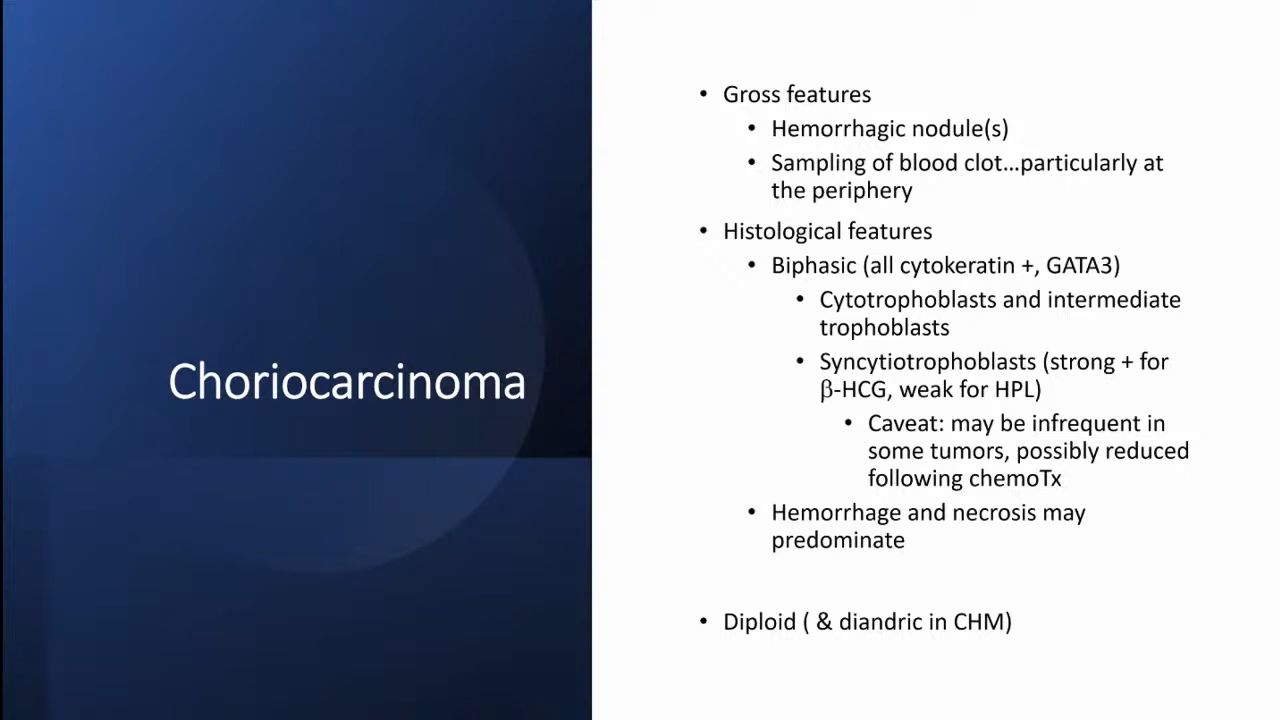 Choriocarcinoma
• Gross features
• Hemorrhagic nodule(s)
• Sampling of blood clot…particularly at
the periphery
• Histological features
• Biphasic (all cytokeratin +, GATA3)
• Cytotrophoblasts and intermediate
trophoblasts
• Syncytiotrophoblasts (strong + for
β-HCG, weak for HPL)
• Caveat: may be infrequent in
some tumors, possibly reduced
following chemoTx
• Hemorrhage and necrosis may
predominate
• Diploid ( & diandric in CHM)